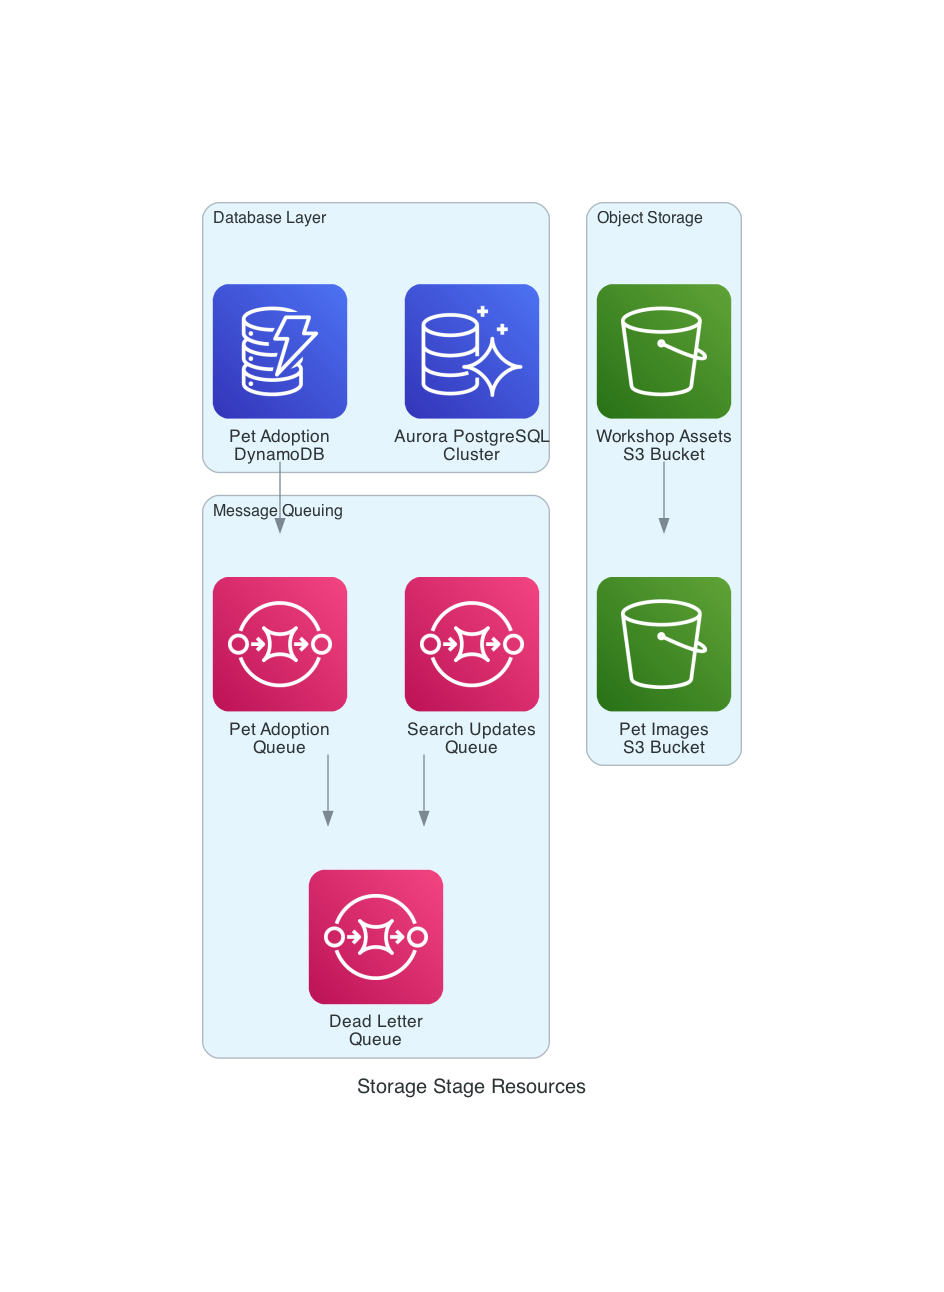 Database Layer
Object Storage
Pet Adoption
DynamoDB
Aurora PostgreSQL
Cluster
Workshop Assets
S3 Bucket
Message Queuing
Pet Adoption
Queue
Search Updates
Queue
Pet Images
S3 Bucket
Dead Letter
Queue
Storage Stage Resources